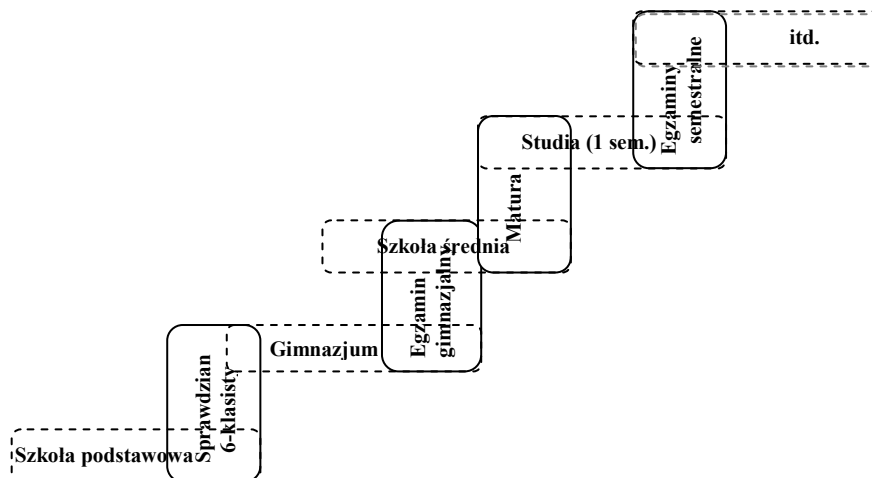 itd.
Egzaminy
semestralne
Studia (1 sem.)
Matura
Szkoła średnia
Egzamin
gimnazjalny
Gimnazjum
Sprawdzian
6-klasisty
Szkoła podstawowa